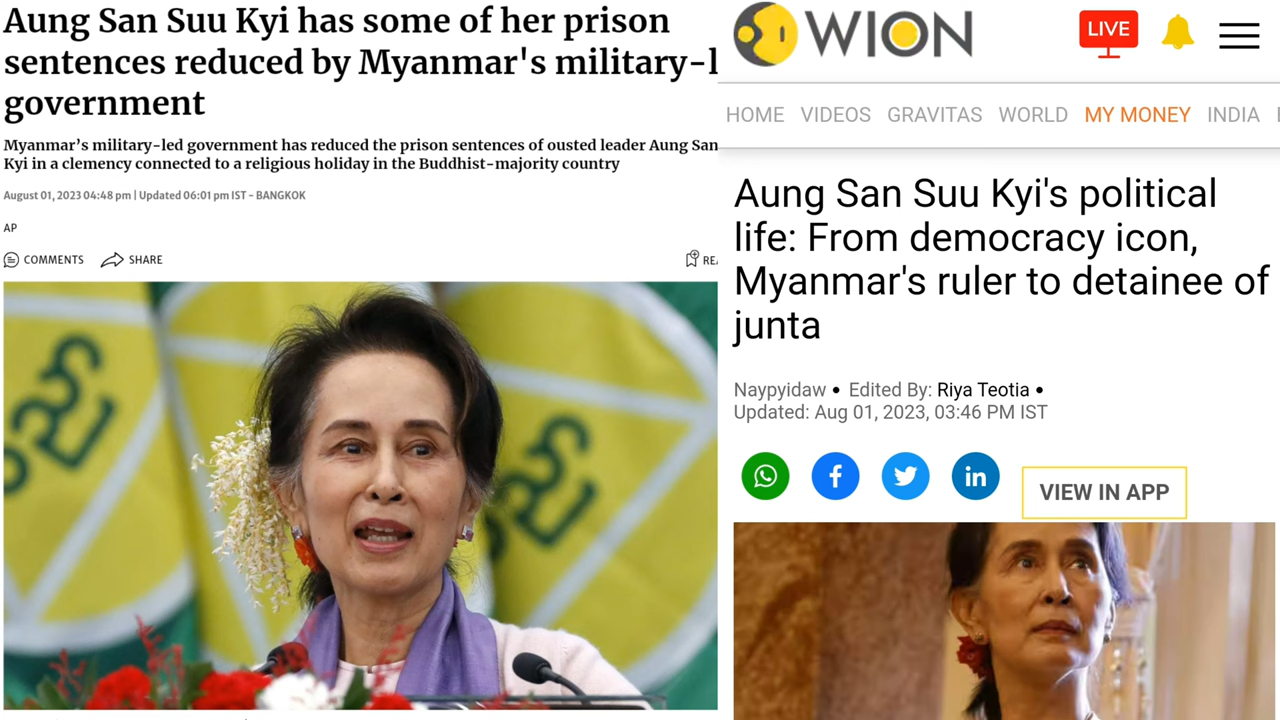 Aung San Suu Kyi has some of her prison
sentences reduced by Myanmar's military-l
government
Myanmar’s military-led government has reduced the prison sentences of ousted leader Aung San
Kyi in a clemency connected to a religious holiday in the Buddhist-majority country
August 01, 2023 04:48 pm | Updated 06:01 pm IST - BANGKOK
AP
COMMENTS SHARE REA
WION
LIVE
HOME VIDEOS GRAVITAS WORLD MY MONEY INDIA
Aung San Suu Kyi's political
life: From democracy icon,
Myanmar's ruler to detainee of
junta
Naypyidaw • Edited By: Riya Teotia •
Updated: Aug 01, 2023, 03:46 PM IST
VIEW IN APP